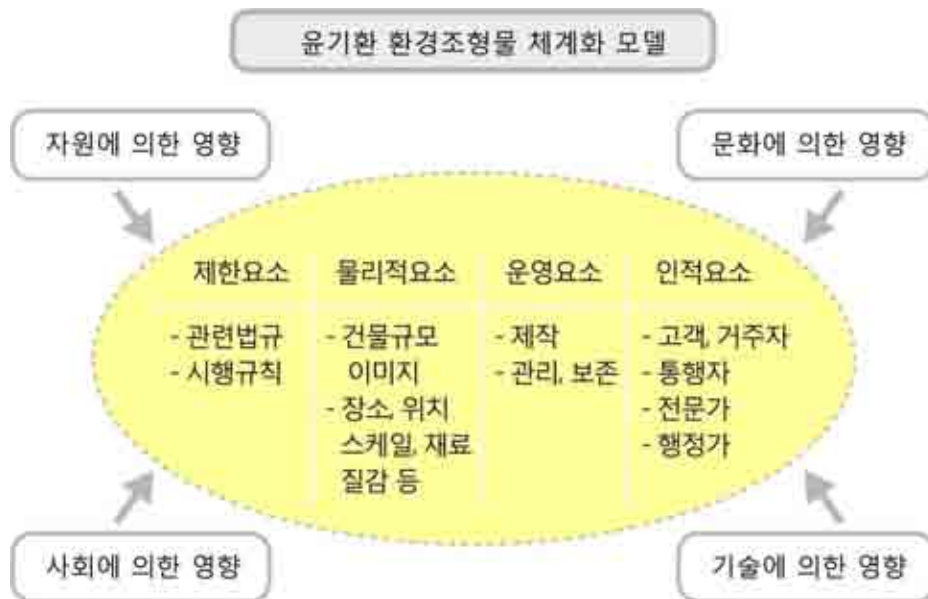 윤기환 환경조형물 체계화 모델
자원에 의한 영향
문화에 의한 영향
제한요소
- 관련법규
- 시행규칙
물리적요소
- 건물규모
이미지
- 장소, 위치
스케일, 재료
질감 등
운영요소
- 제작
- 관리, 보존
인적요소
- 고객, 거주자
- 통행자
- 전문가
- 행정가
사회에 의한 영향
기술에 의한 영향